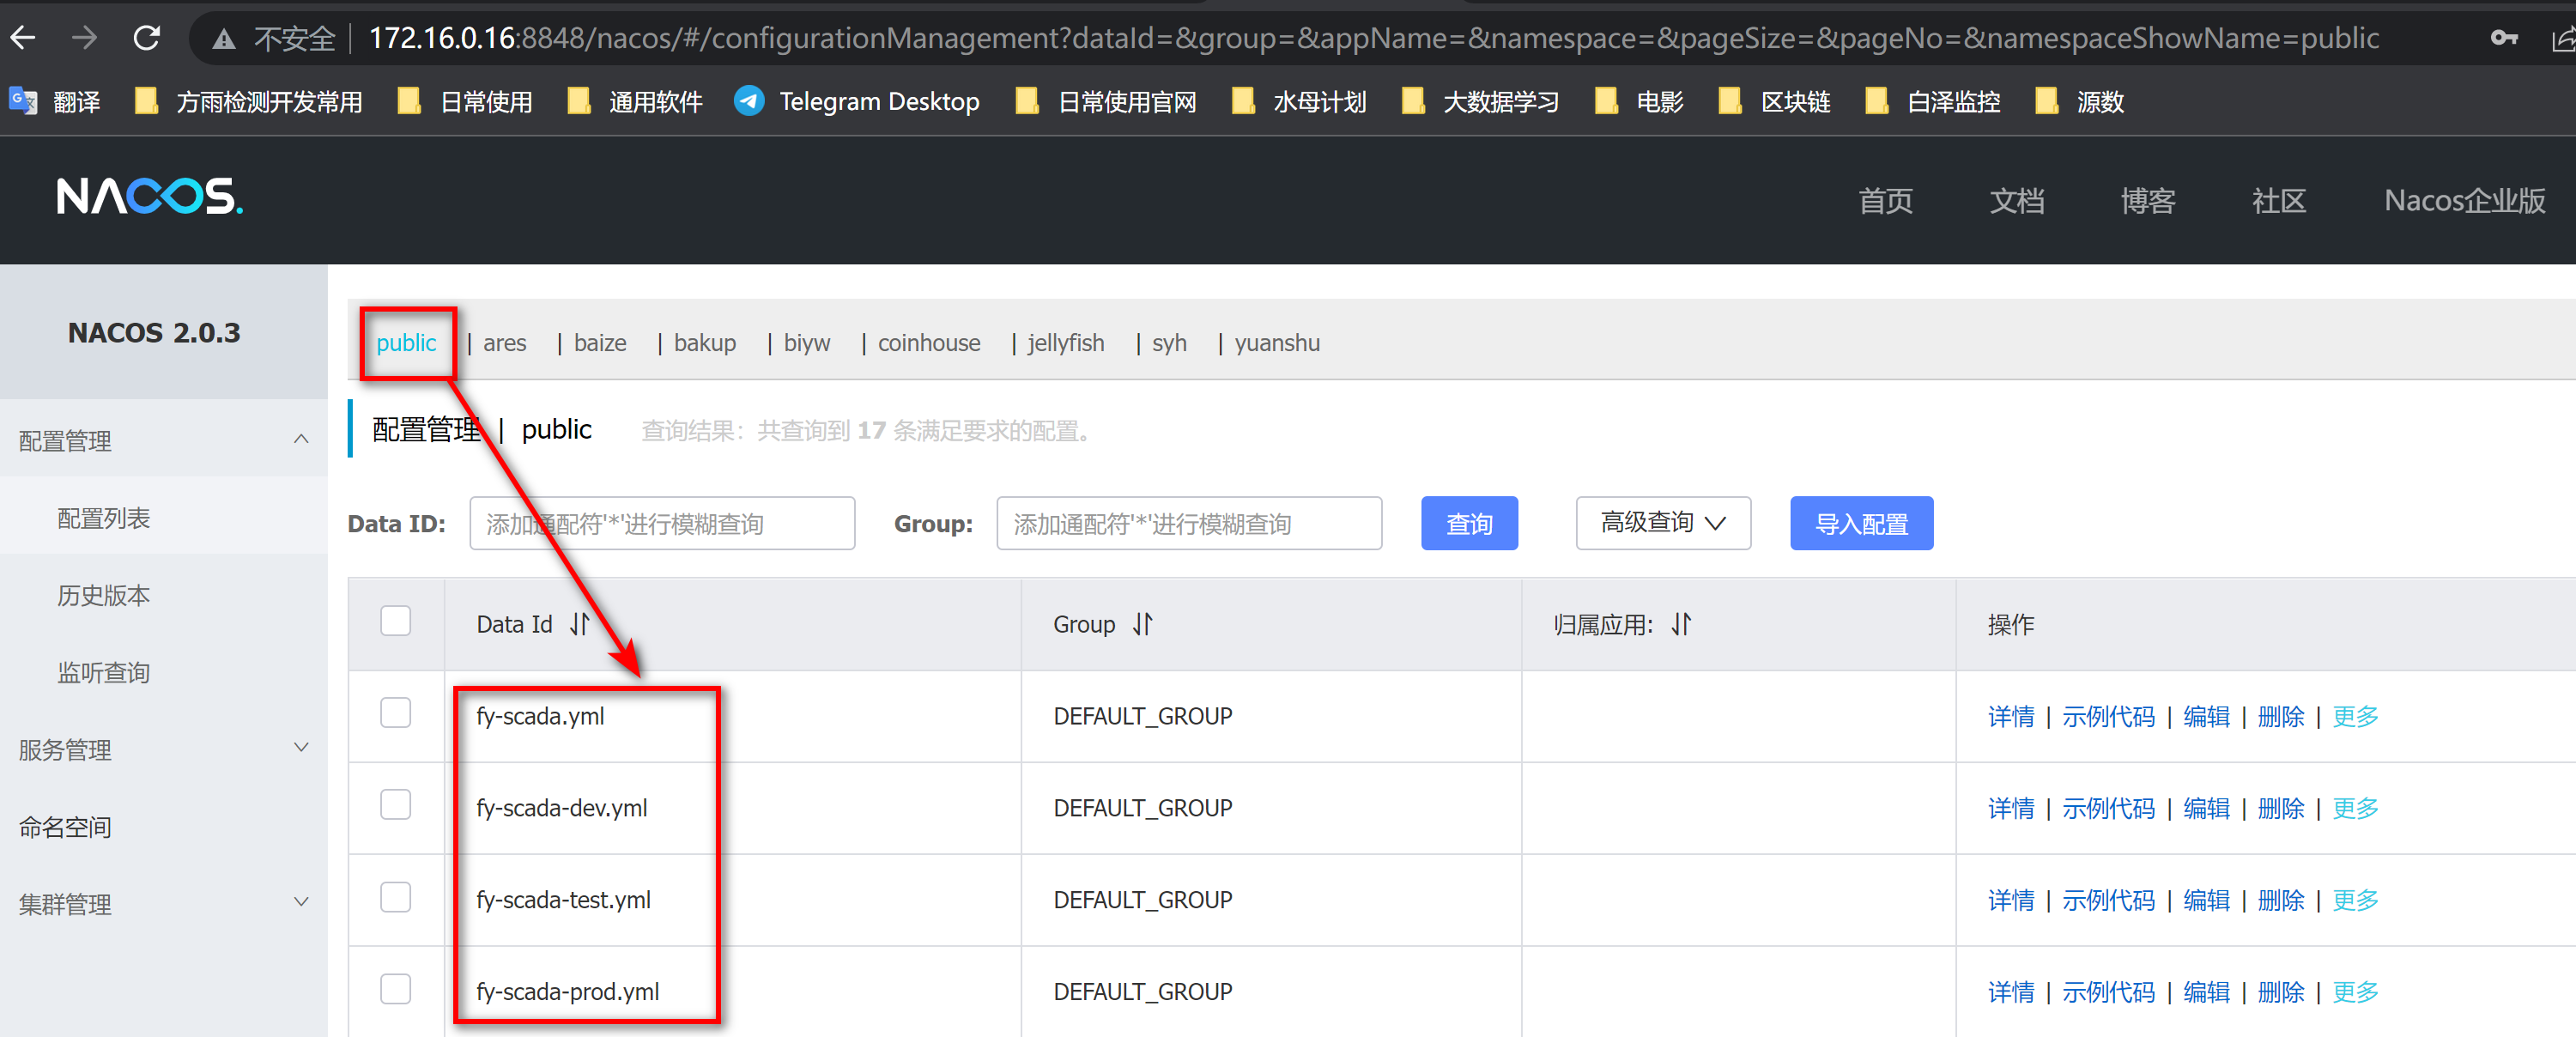 不安全 172.16.0.16:8848/nacos/#/configurationManagement?dataId=&group=&appName=&namespace=&pageSize=&pageNo=&namespaceShowName=public
翻译 方雨检测开发常用 日常使用 通用软件 Telegram Desktop 日常使用官网 水母计划 大数据学习 电影 区块链 白泽监控 源数
NACOS. 首页 文档 博客 社区 Nacos企业版
NACOS 2.0.3
配置管理
配置列表
历史版本
监听查询
服务管理
命名空间
集群管理
public | ares | baize | bakup | biyw | coinhouse | jellyfish | syh | yuanshu
配置管理 | public 查询结果：共查询到 17 条满足要求的配置。
Data ID: 添加通配符'*'进行模糊查询 Group: 添加通配符'*'进行模糊查询 查询 高级查询 导入配置
Data Id Group 归属应用: 操作
fy-scada.yml DEFAULT_GROUP 详情 | 示例代码 | 编辑 | 删除 | 更多
fy-scada-dev.yml DEFAULT_GROUP 详情 | 示例代码 | 编辑 | 删除 | 更多
fy-scada-test.yml DEFAULT_GROUP 详情 | 示例代码 | 编辑 | 删除 | 更多
fy-scada-prod.yml DEFAULT_GROUP 详情 | 示例代码 | 编辑 | 删除 | 更多